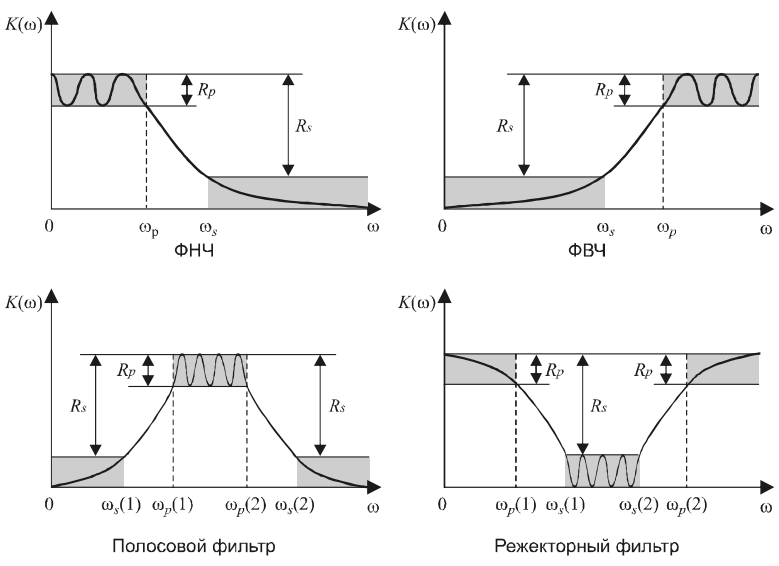 K(ω)
Rp
Rs
0 ωp ωs ω
ФНЧ
K(ω)
Rp
Rs
0 ωs ωp ω
ФВЧ
K(ω)
Rp
Rs Rs
0 ωs(1) ωp(1) ωp(2) ωs(2) ω
Полосовой фильтр
K(ω)
Rp Rp
Rs
0 ωp(1) ωs(1) ωs(2) ωp(2) ω
Режекторный фильтр